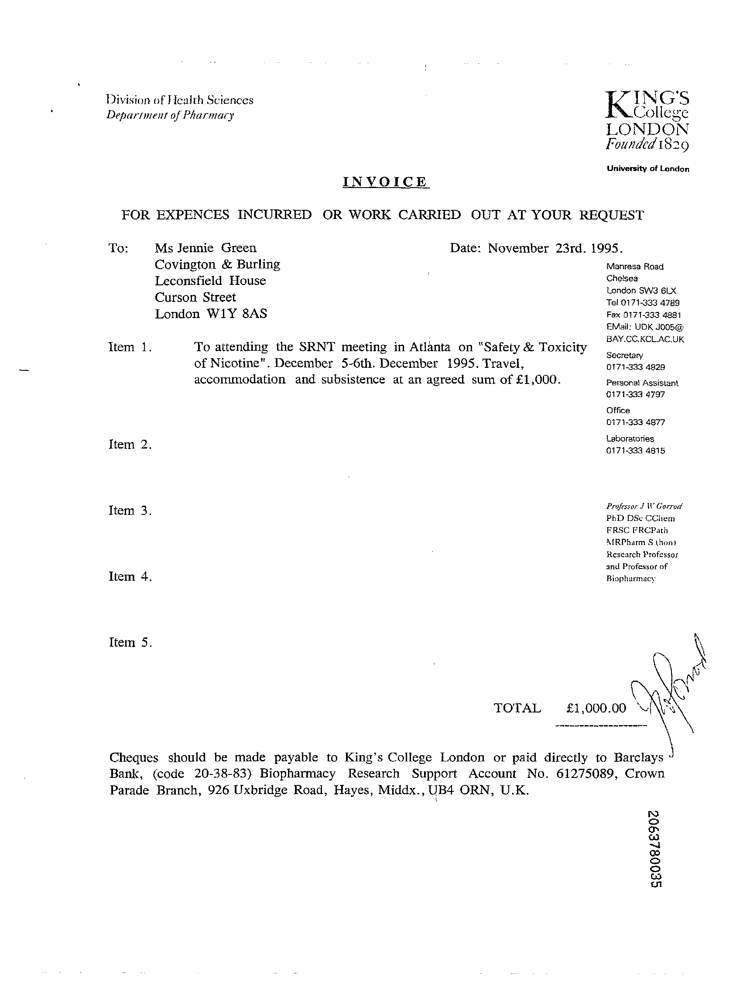 Division of Health Sciences
Department of Pharmacy
KING'S
College
LONDON
Founded 1829
University of London
INVOICE
FOR EXPENCES INCURRED OR WORK CARRIED OUT AT YOUR REQUEST
To: Ms Jennie Green
Covington & Burling
Leconsfield House
Curson Street
London W1Y 8AS
Date: November 23rd. 1995.
Manresa Road
Chelsea
London SW3 6LX
Tel 0171-333 4789
Fax 0171-333 4881
EMail: UDK J005@
BAY.CC.KCL.AC.UK
Secretary
0171-333 4829
Personal Assistant
0171-333 4797
Office
0171-333 4877
Laboratories
0171-333 4815
Item 1. To attending the SRNT meeting in Atlanta on "Safety & Toxicity
of Nicotine". December 5-6th. December 1995. Travel,
accommodation and subsistence at an agreed sum of £1,000.
Item 2.
Item 3.
Professor J W Gorrod
PhD DSc CChem
FRSC FRCPath
MRPharm S (hon)
Research Professor
and Professor of
Biopharmacy
Item 4.
Item 5.
TOTAL £1,000.00
Cheques should be made payable to King's College London or paid directly to Barclays
Bank, (code 20-38-83) Biopharmacy Research Support Account No. 61275089, Crown
Parade Branch, 926 Uxbridge Road, Hayes, Middx., UB4 ORN, U.K.
2063780035